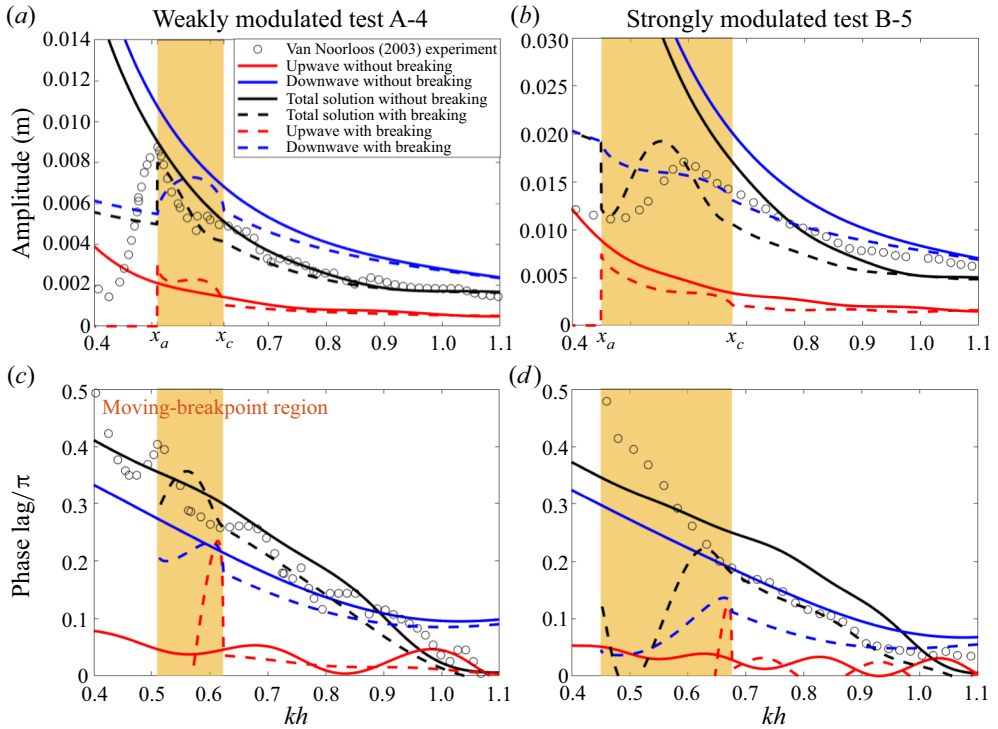 (a) Weakly modulated test A-4
(b) Strongly modulated test B-5
0.014
0.012
0.010
0.008
0.006
0.004
0.002
Amplitude (m)
Van Noorloos (2003) experiment
Upwave without breaking
Downwave without breaking
Total solution without breaking
Total solution with breaking
Upwave with breaking
Downwave with breaking
0.4 xa xc 0.7 0.8 0.9 1.0 1.1
0.030
0.025
0.020
0.015
0.010
0.005
0
0.4 xa xc 0.7 0.8 0.9 1.0 1.1
(c)
Moving-breakpoint region
0.5
0.4
0.3
0.2
0.1
0
Phase lag/π
0.4 0.5 0.6 0.7 0.8 0.9 1.0 1.1
kh
(d)
0.5
0.4
0.3
0.2
0.1
0
0.4 0.5 0.6 0.7 0.8 0.9 1.0 1.1
kh